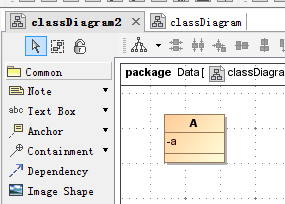 classDiagram2
classDiagram
Common
package Data [ classDiagra
Note
Text Box
Anchor
Containment
Dependency
Image Shape
A
-a